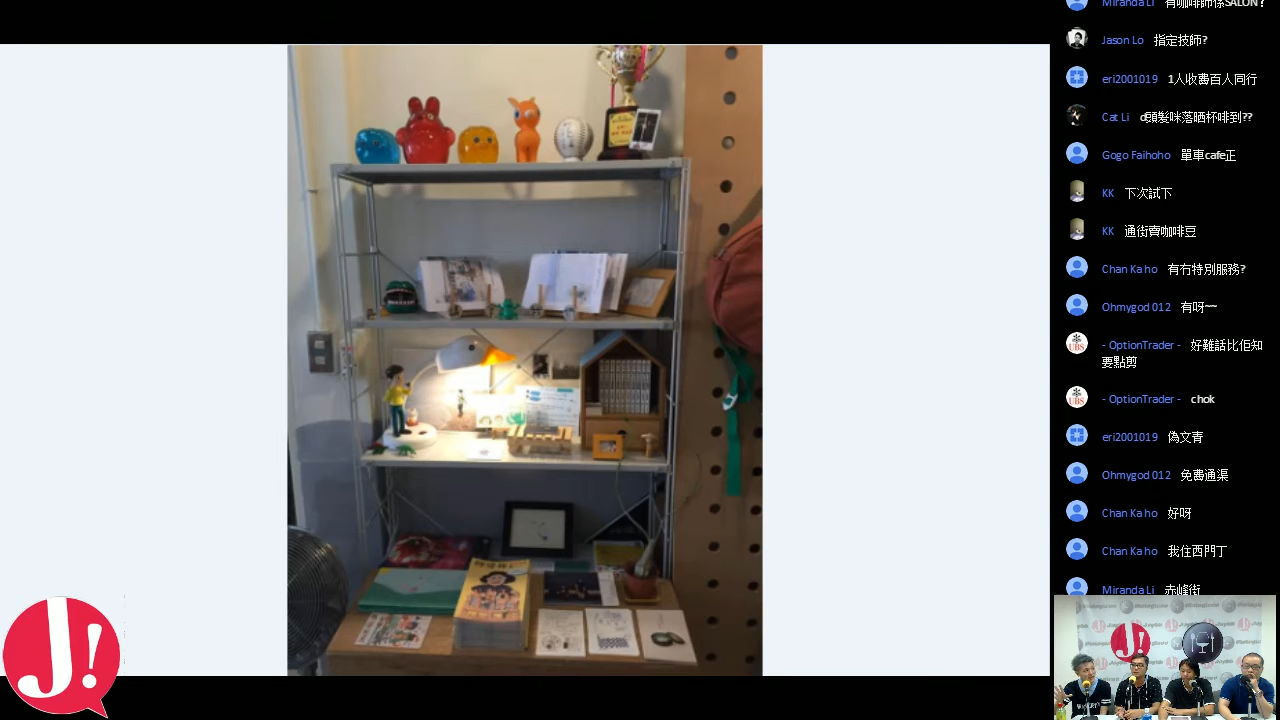 Miranda Li 有咖啡師係SALON?
Jason Lo 指定技師?
eri2001019 1人收費百人同行
Cat Li d頭髮咪落晒杯啡到??
Gogo Faihoho 單車cafe正
KK 下次試下
KK 通街賣咖啡豆
Chan Ka ho 有冇特別服務?
Ohmygod 012 有呀~~
- OptionTrader - 好難話比佢知
要點剪
- OptionTrader - chok
eri2001019 偽文青
Ohmygod 012 免費通渠
Chan Ka ho 好呀
Chan Ka ho 我住西門丁
Miranda Li 赤峰街
UBS
UBS
J!
J!